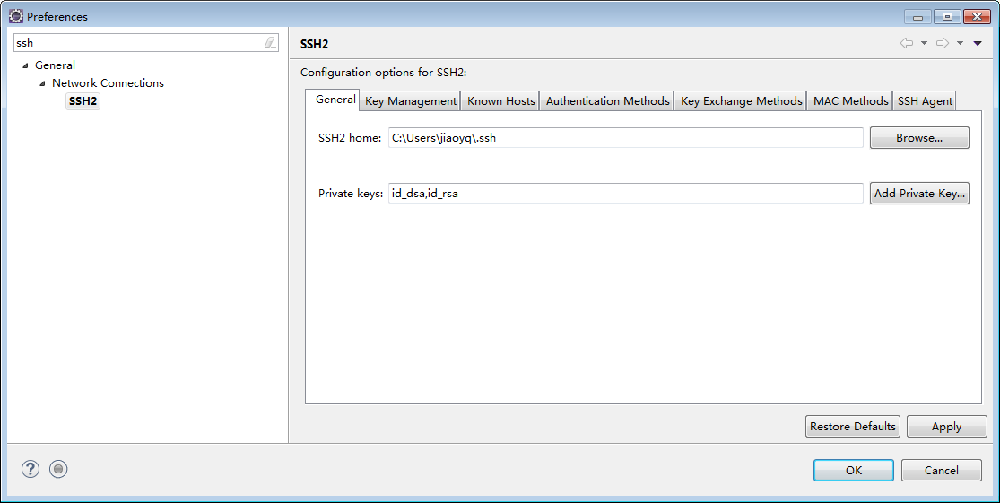 Preferences
ssh
General
Network Connections
SSH2
SSH2
Configuration options for SSH2:
General Key Management Known Hosts Authentication Methods Key Exchange Methods MAC Methods SSH Agent
SSH2 home: C:\Users\jiaoyq\.ssh Browse...
Private keys: id_dsa,id_rsa Add Private Key...
Restore Defaults Apply
? OK Cancel